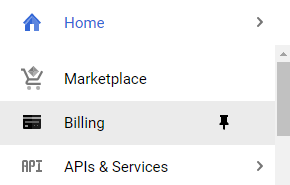 Home
Marketplace
Billing
API APIs & Services